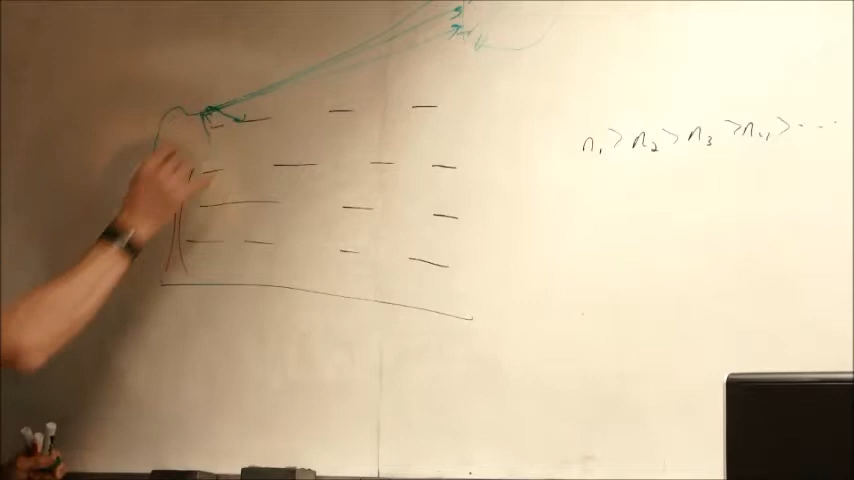 n₁ > n₂ > n₃ > n₄ > ...